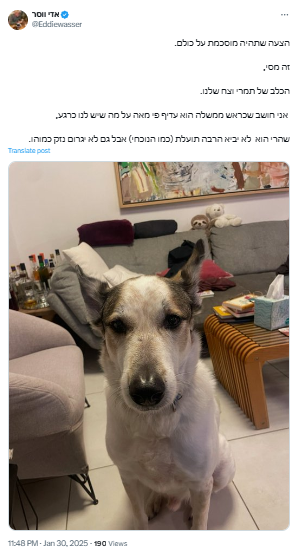 אדי ווסר
@Eddiewasser
הצעה שתהיה מוסכמת על כולם.
זה מסי,
הכלב של תמרי וצח שלנו.
אני חושב שכראש ממשלה הוא עדיף פי מאה על מה שיש לנו כרגע,
שהרי הוא לא יביא הרבה תועלת (כמו הנוכחי) אבל גם לא יגרום נזק כמוהו.
Translate post
11:48 PM · Jan 30, 2025 · 190 Views